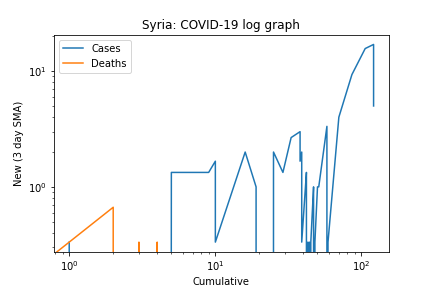 Syria: COVID-19 log graph
Cases
Deaths
New (3 day SMA)
10¹
10⁰
10⁰
10¹
10²
Cumulative